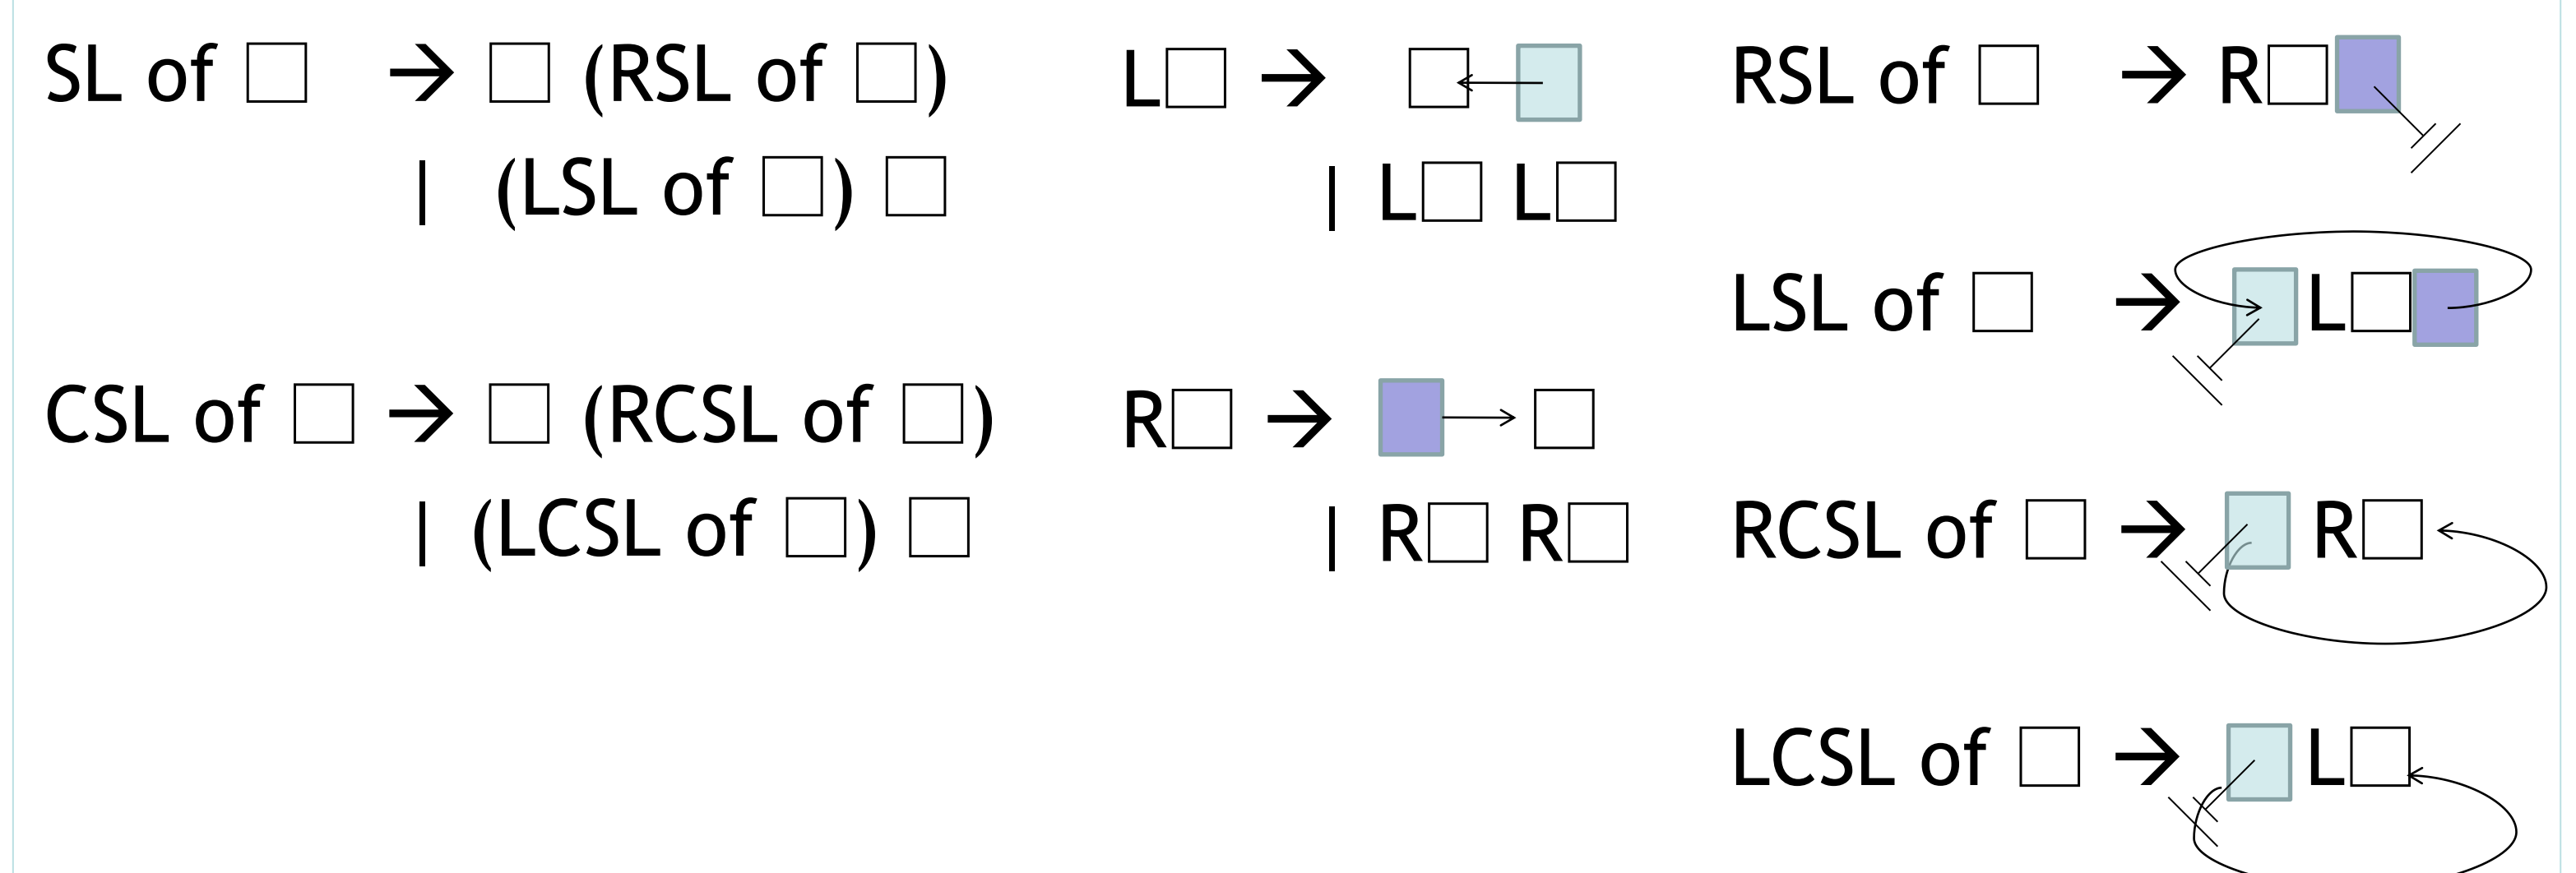 SL of □ → □ (RSL of □)
| (LSL of □) □
CSL of □ → □ (RCSL of □)
| (LCSL of □) □
L□ →
| L□ L□
R□ →
| R□ R□
RSL of □ → R□
LSL of □ → L□
RCSL of □ → R□
LCSL of □ → L□